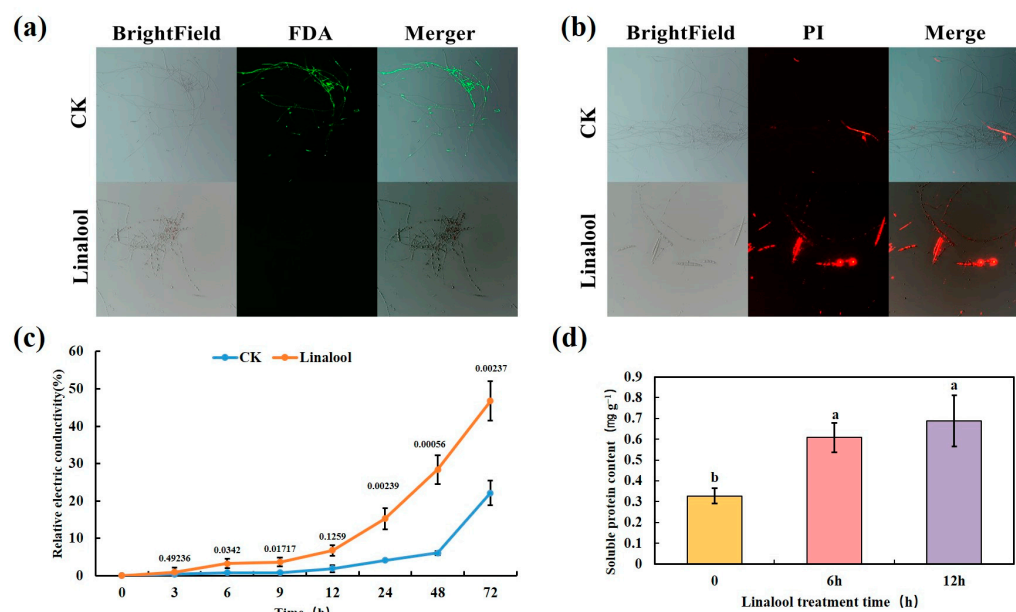 (a)
BrightField FDA Merger
CK
Linalool
(b)
BrightField PI Merge
CK
Linalool
(c)
Relative electric conductivity(%)
60
50
40
30
20
10
0
CK Linalool
0.49236
0.0342
0.01717
0.1259
0.00239
0.00056
0.00237
0 3 6 9 12 24 48 72
Time (h)
(d)
Soluble protein content (mg g⁻¹)
0.9
0.8
0.7
0.6
0.5
0.4
0.3
0.2
0.1
0
b
a
a
0 6h 12h
Linalool treatment time (h)